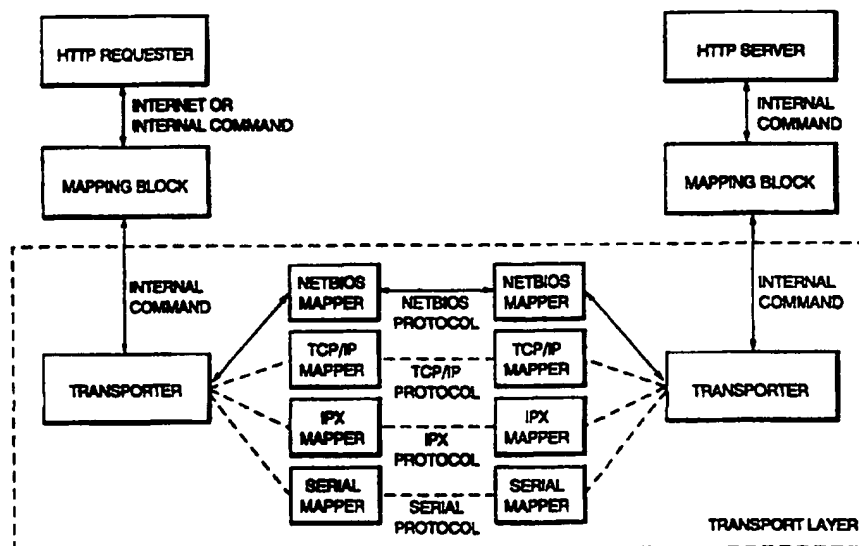 HTTP REQUESTER
HTTP SERVER
INTERNET OR
INTERNAL COMMAND
INTERNAL
COMMAND
MAPPING BLOCK
MAPPING BLOCK
INTERNAL
COMMAND
NETBIOS
MAPPER
NETBIOS
PROTOCOL
NETBIOS
MAPPER
INTERNAL
COMMAND
TRANSPORTER
TCP/IP
MAPPER
TCP/IP
PROTOCOL
TCP/IP
MAPPER
TRANSPORTER
IPX
MAPPER
IPX
PROTOCOL
IPX
MAPPER
SERIAL
MAPPER
SERIAL
PROTOCOL
SERIAL
MAPPER
TRANSPORT LAYER